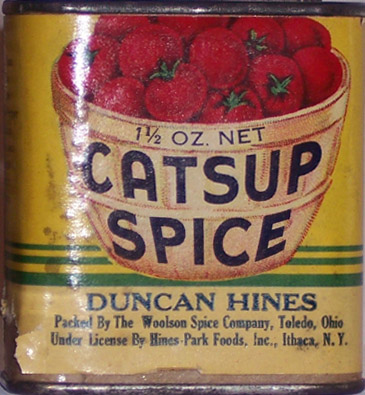 1½ OZ. NET
CATSUP
SPICE
DUNCAN HINES
Packed By The Woolson Spice Company, Toledo, Ohio
Under License By Hines-Park Foods, Inc., Ithaca, N. Y.